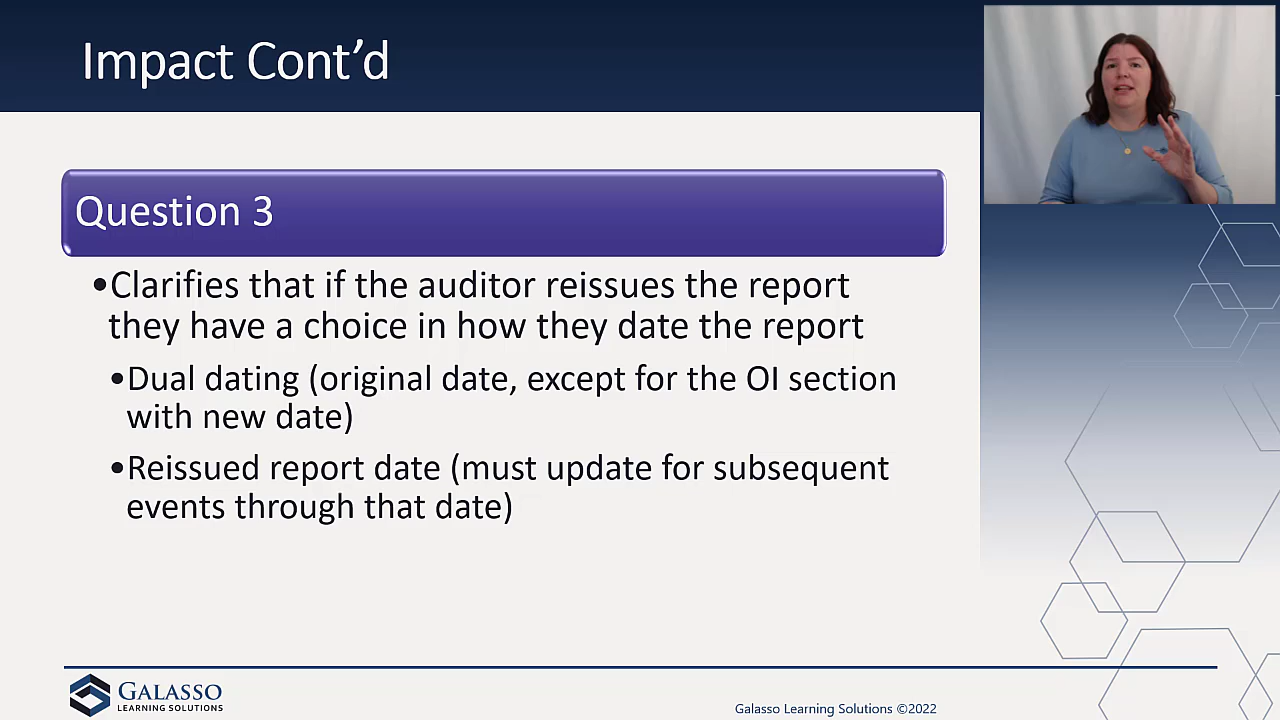 Impact Cont’d
Question 3
•Clarifies that if the auditor reissues the report
they have a choice in how they date the report
•Dual dating (original date, except for the OI section
with new date)
•Reissued report date (must update for subsequent
events through that date)
GALASSO
LEARNING SOLUTIONS
Galasso Learning Solutions ©2022